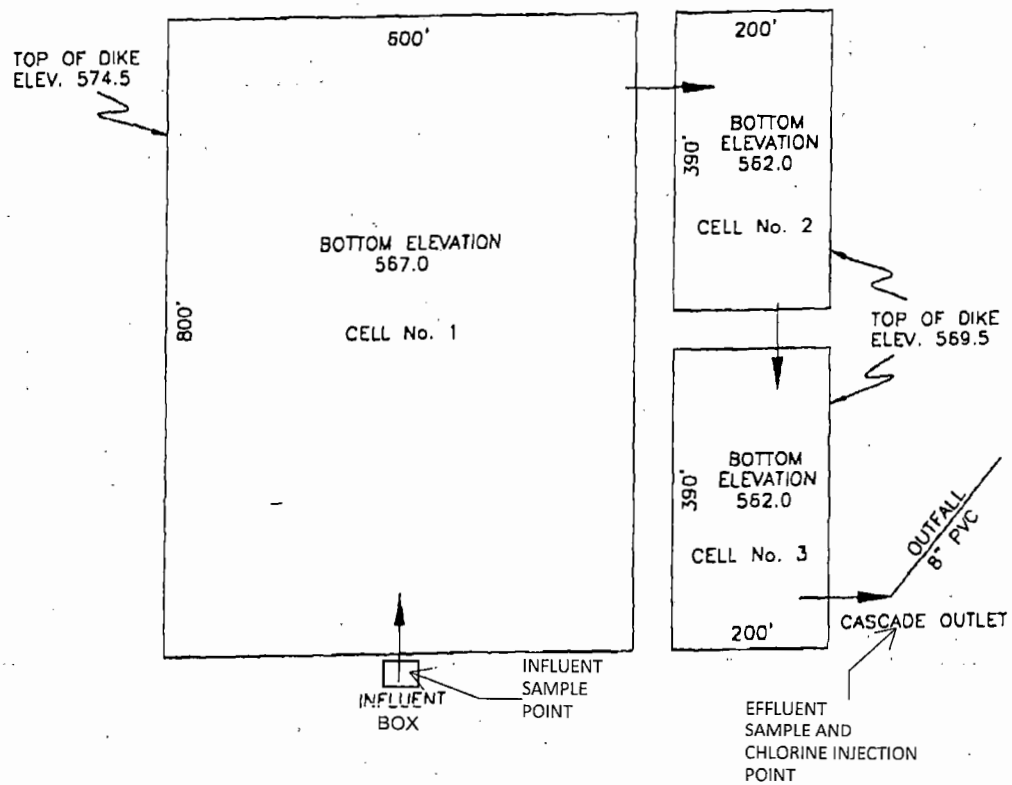 600'
TOP OF DIKE
ELEV. 574.5
BOTTOM ELEVATION
567.0
CELL No. 1
800'
INFLUENT
BOX
INFLUENT
SAMPLE
POINT
200'
BOTTOM
ELEVATION
562.0
390'
CELL No. 2
TOP OF DIKE
ELEV. 569.5
BOTTOM
ELEVATION
562.0
390'
CELL No. 3
200'
OUTFALL
8" PVC
CASCADE OUTLET
EFFLUENT
SAMPLE AND
CHLORINE INJECTION
POINT